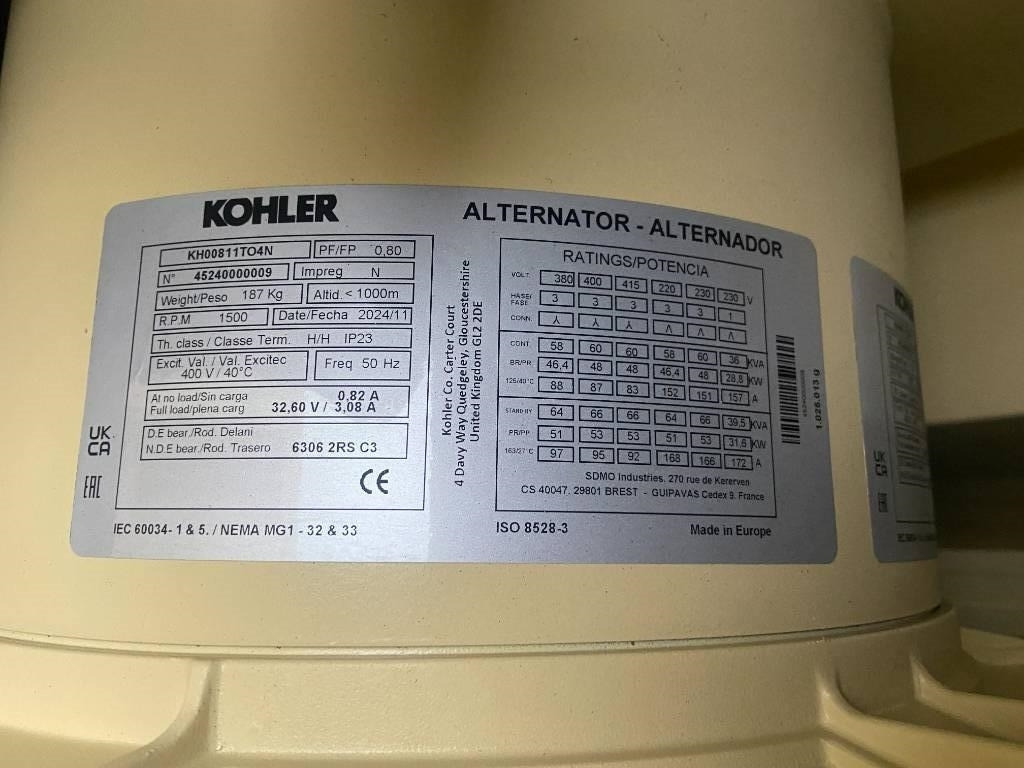 KOHLER
KH00811TO4N PF/FP 0,80
N° 45240000009 Impreg N
Weight/Peso 187 Kg Altid. < 1000m
R.P.M 1500 Date/Fecha 2024/11
Th. class / Classe Term. H/H IP23
Excit. Val. / Val. Excitec
400 V / 40°C
Freq 50 Hz
At no load/Sin carga 0,82 A
Full load/plena carg 32,60 V / 3,08 A
D.E bear./Rod. Delani
N.D.E bear./Rod. Trasero 6306 2RS C3
CE
UK
CA
EAC
IEC 60034- 1 & 5. / NEMA MG1 - 32 & 33
Kohler Co. Carter Court
4 Davy Way Quedgeley, Gloucestershire
United Kingdom GL2 2DE
ALTERNATOR - ALTERNADOR
RATINGS/POTENCIA
VOLT. 380 400 415 220 230 230 V
FASE 3 3 3 3 3 1
CONN.
CONT. 58 60 60 58 60 36 KVA
BR/PR 46,4 48 48 46,4 48 28,8 KW
125/40°C 88 87 83 152 151 157 A
STAND-BY 64 66 66 64 66 39,5 KVA
PR/PP 51 53 53 51 53 31,6 KW
163/27°C 97 95 92 168 166 172 A
SDMO Industries. 270 rue de Kererven
CS 40047. 29801 BREST - GUIPAVAS Cedex 9. France
ISO 8528-3
Made in Europe
45240000009
1.026.013 g
KO
UK
CA